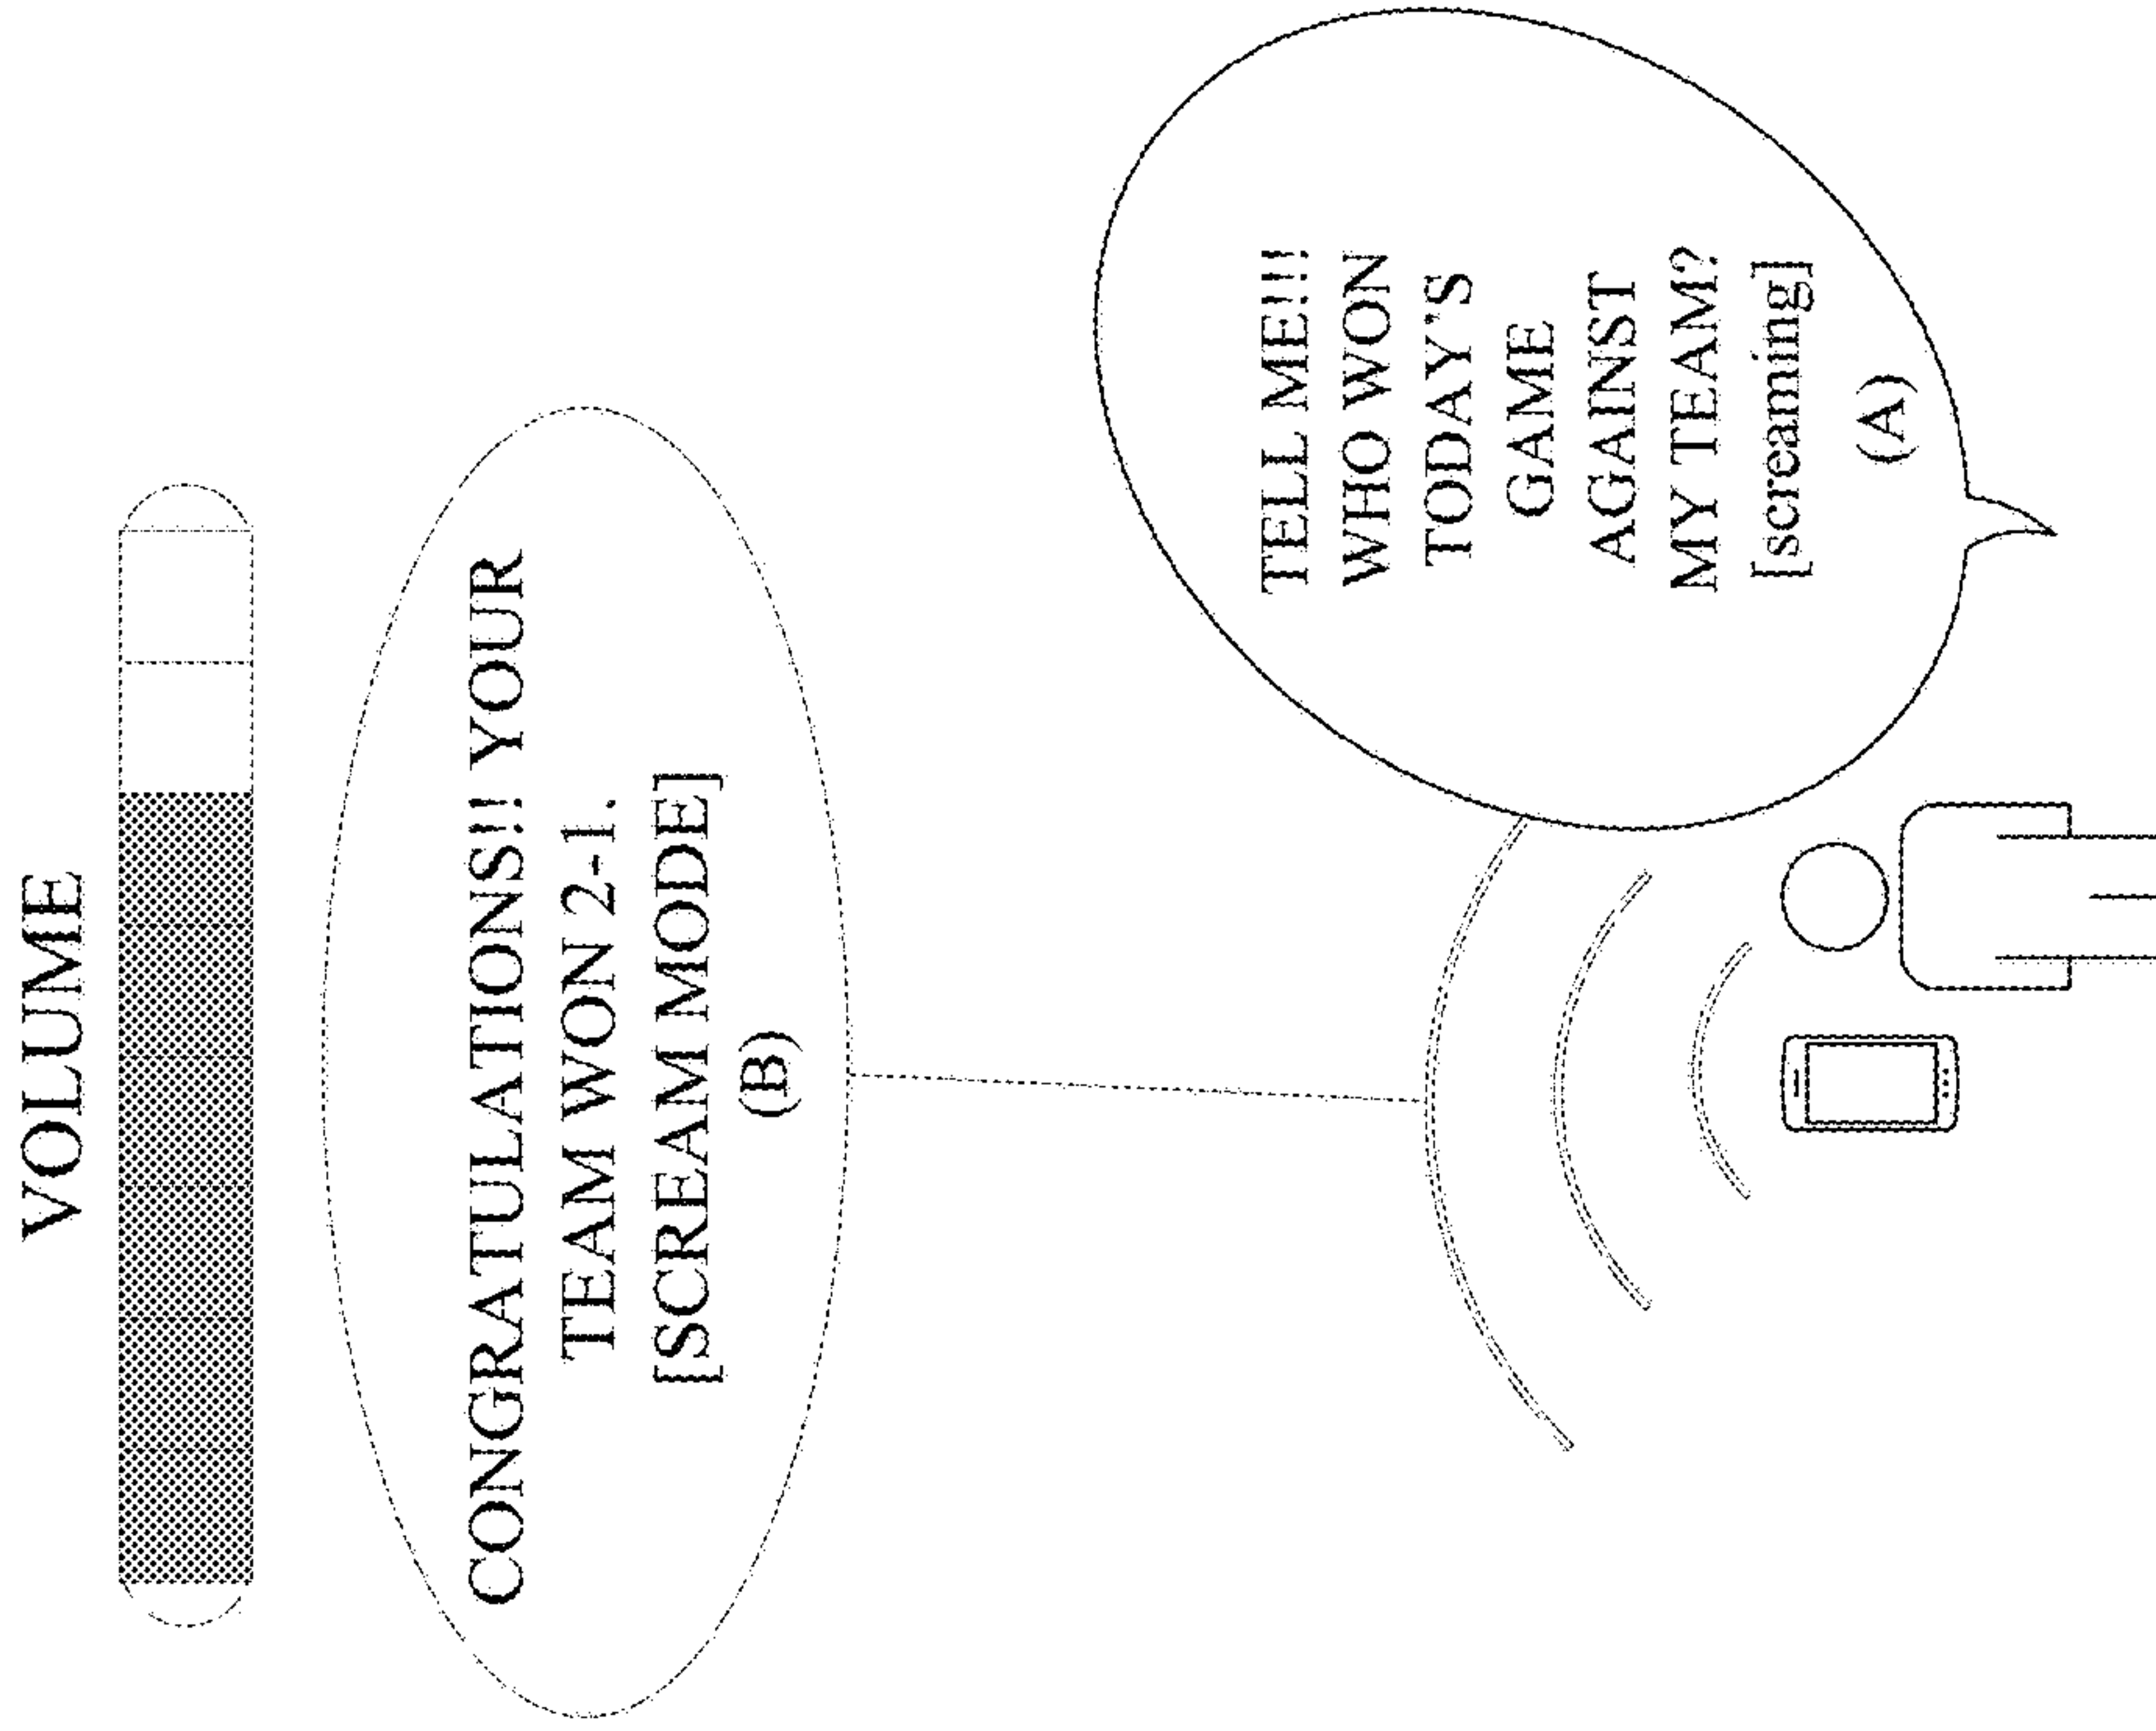 VOLUME
CONGRATULATIONS!! YOUR
TEAM WON 2-1.
[SCREAM MODE]
(B)
TELL ME!!!!
WHO WON
TODAY'S
GAME
AGAINST
MY TEAM?
[screaming]
(A)